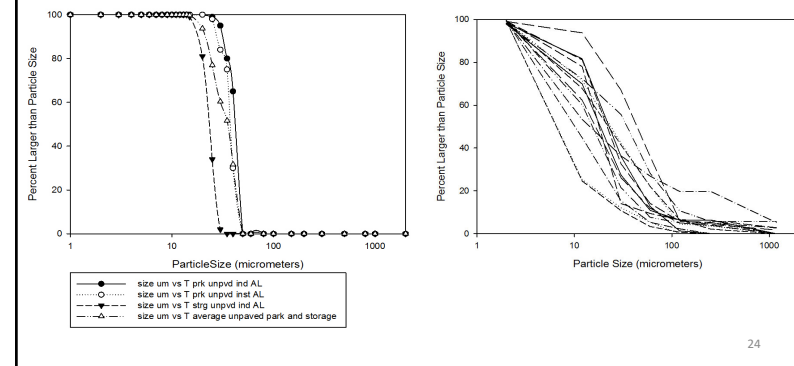 Percent Larger than Particle Size
100
80
60
40
20
0
1
10
100
1000
ParticleSize (micrometers)
size um vs T prk unpvd ind AL
size um vs T prk unpvd inst AL
size um vs T strg unpvd ind AL
size um vs T average unpaved park and storage
Percent Larger than Particle Size
100
80
60
40
20
0
1
10
100
1000
Particle Size (micrometers)
24